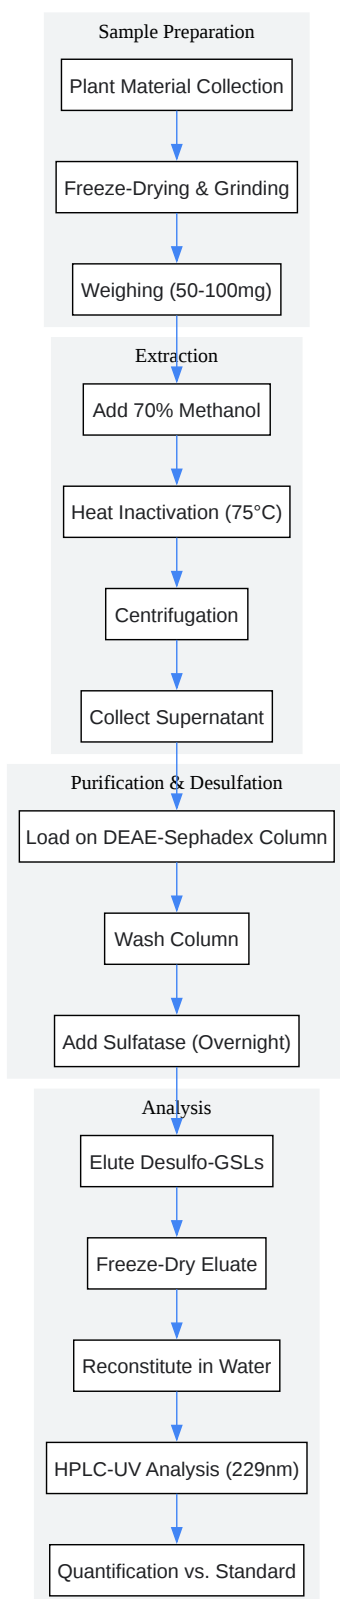 Sample Preparation
Plant Material Collection
Freeze-Drying & Grinding
Weighing (50-100mg)
Extraction
Add 70% Methanol
Heat Inactivation (75°C)
Centrifugation
Collect Supernatant
Purification & Desulfation
Load on DEAE-Sephadex Column
Wash Column
Add Sulfatase (Overnight)
Analysis
Elute Desulfo-GSLs
Freeze-Dry Eluate
Reconstitute in Water
HPLC-UV Analysis (229nm)
Quantification vs. Standard